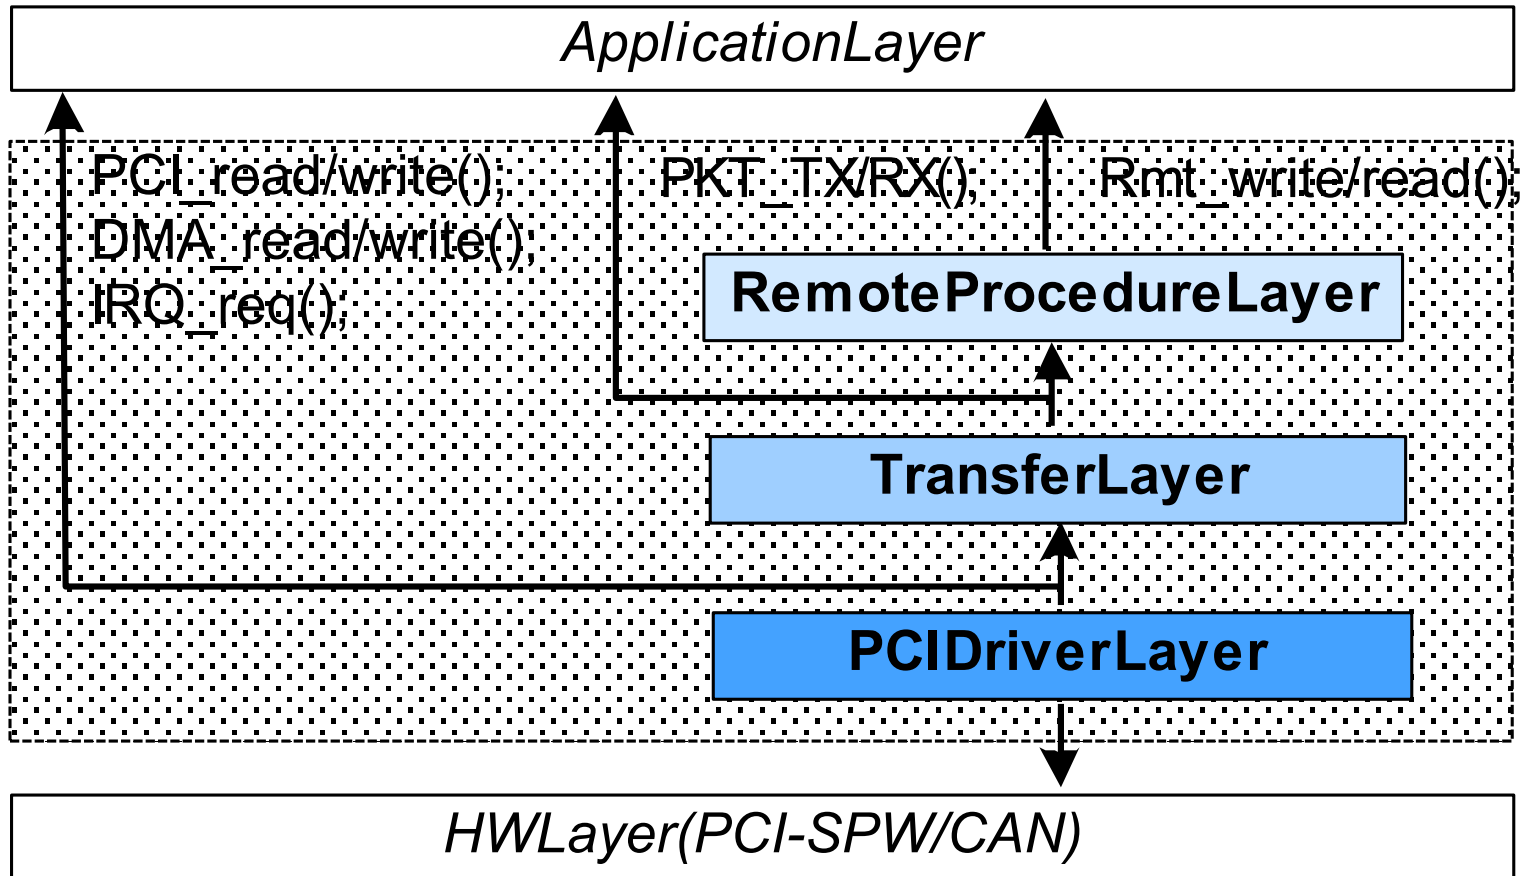 ApplicationLayer
PCI_read/write();
DMA_read/write();
IRQ_req();
PKT_TX/RX();
Rmt_write/read();
RemoteProcedureLayer
TransferLayer
PCIDriverLayer
HWLayer(PCI-SPW/CAN)